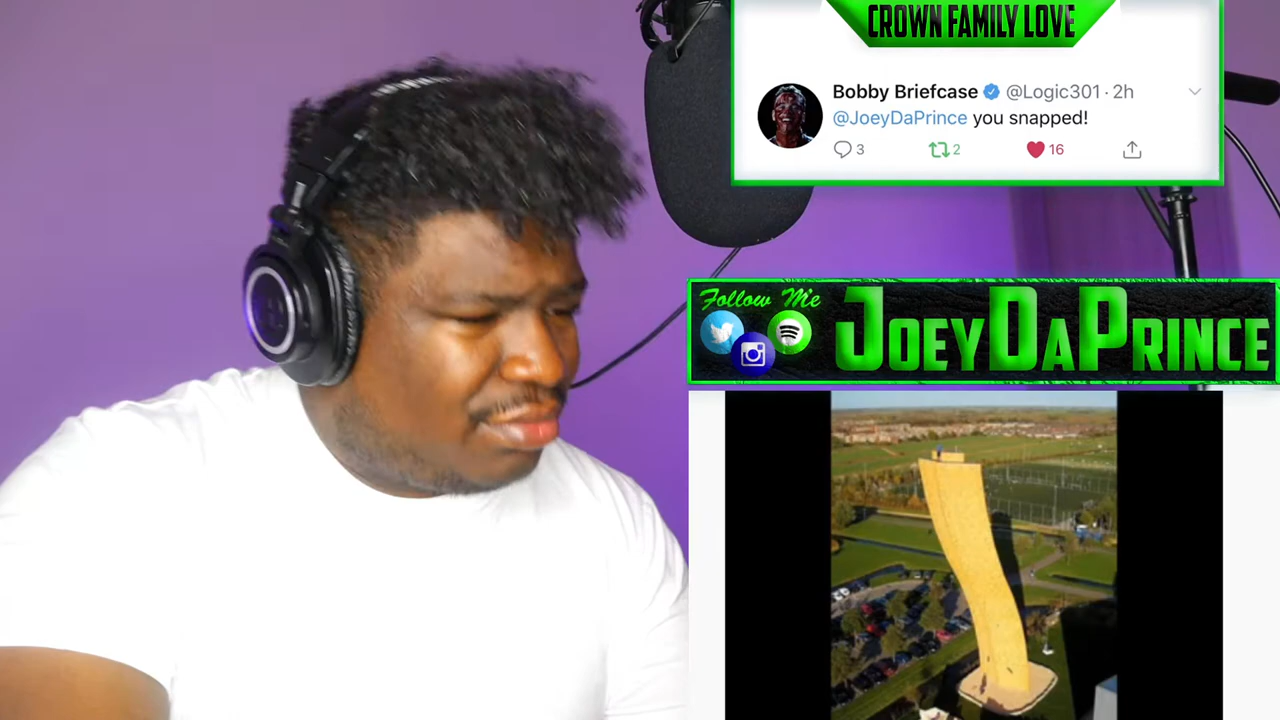 CROWN FAMILY LOVE
Bobby Briefcase @Logic301 · 2h
@JoeyDaPrince you snapped!
3 2 16
Follow Me
JOEYDAPRINCE